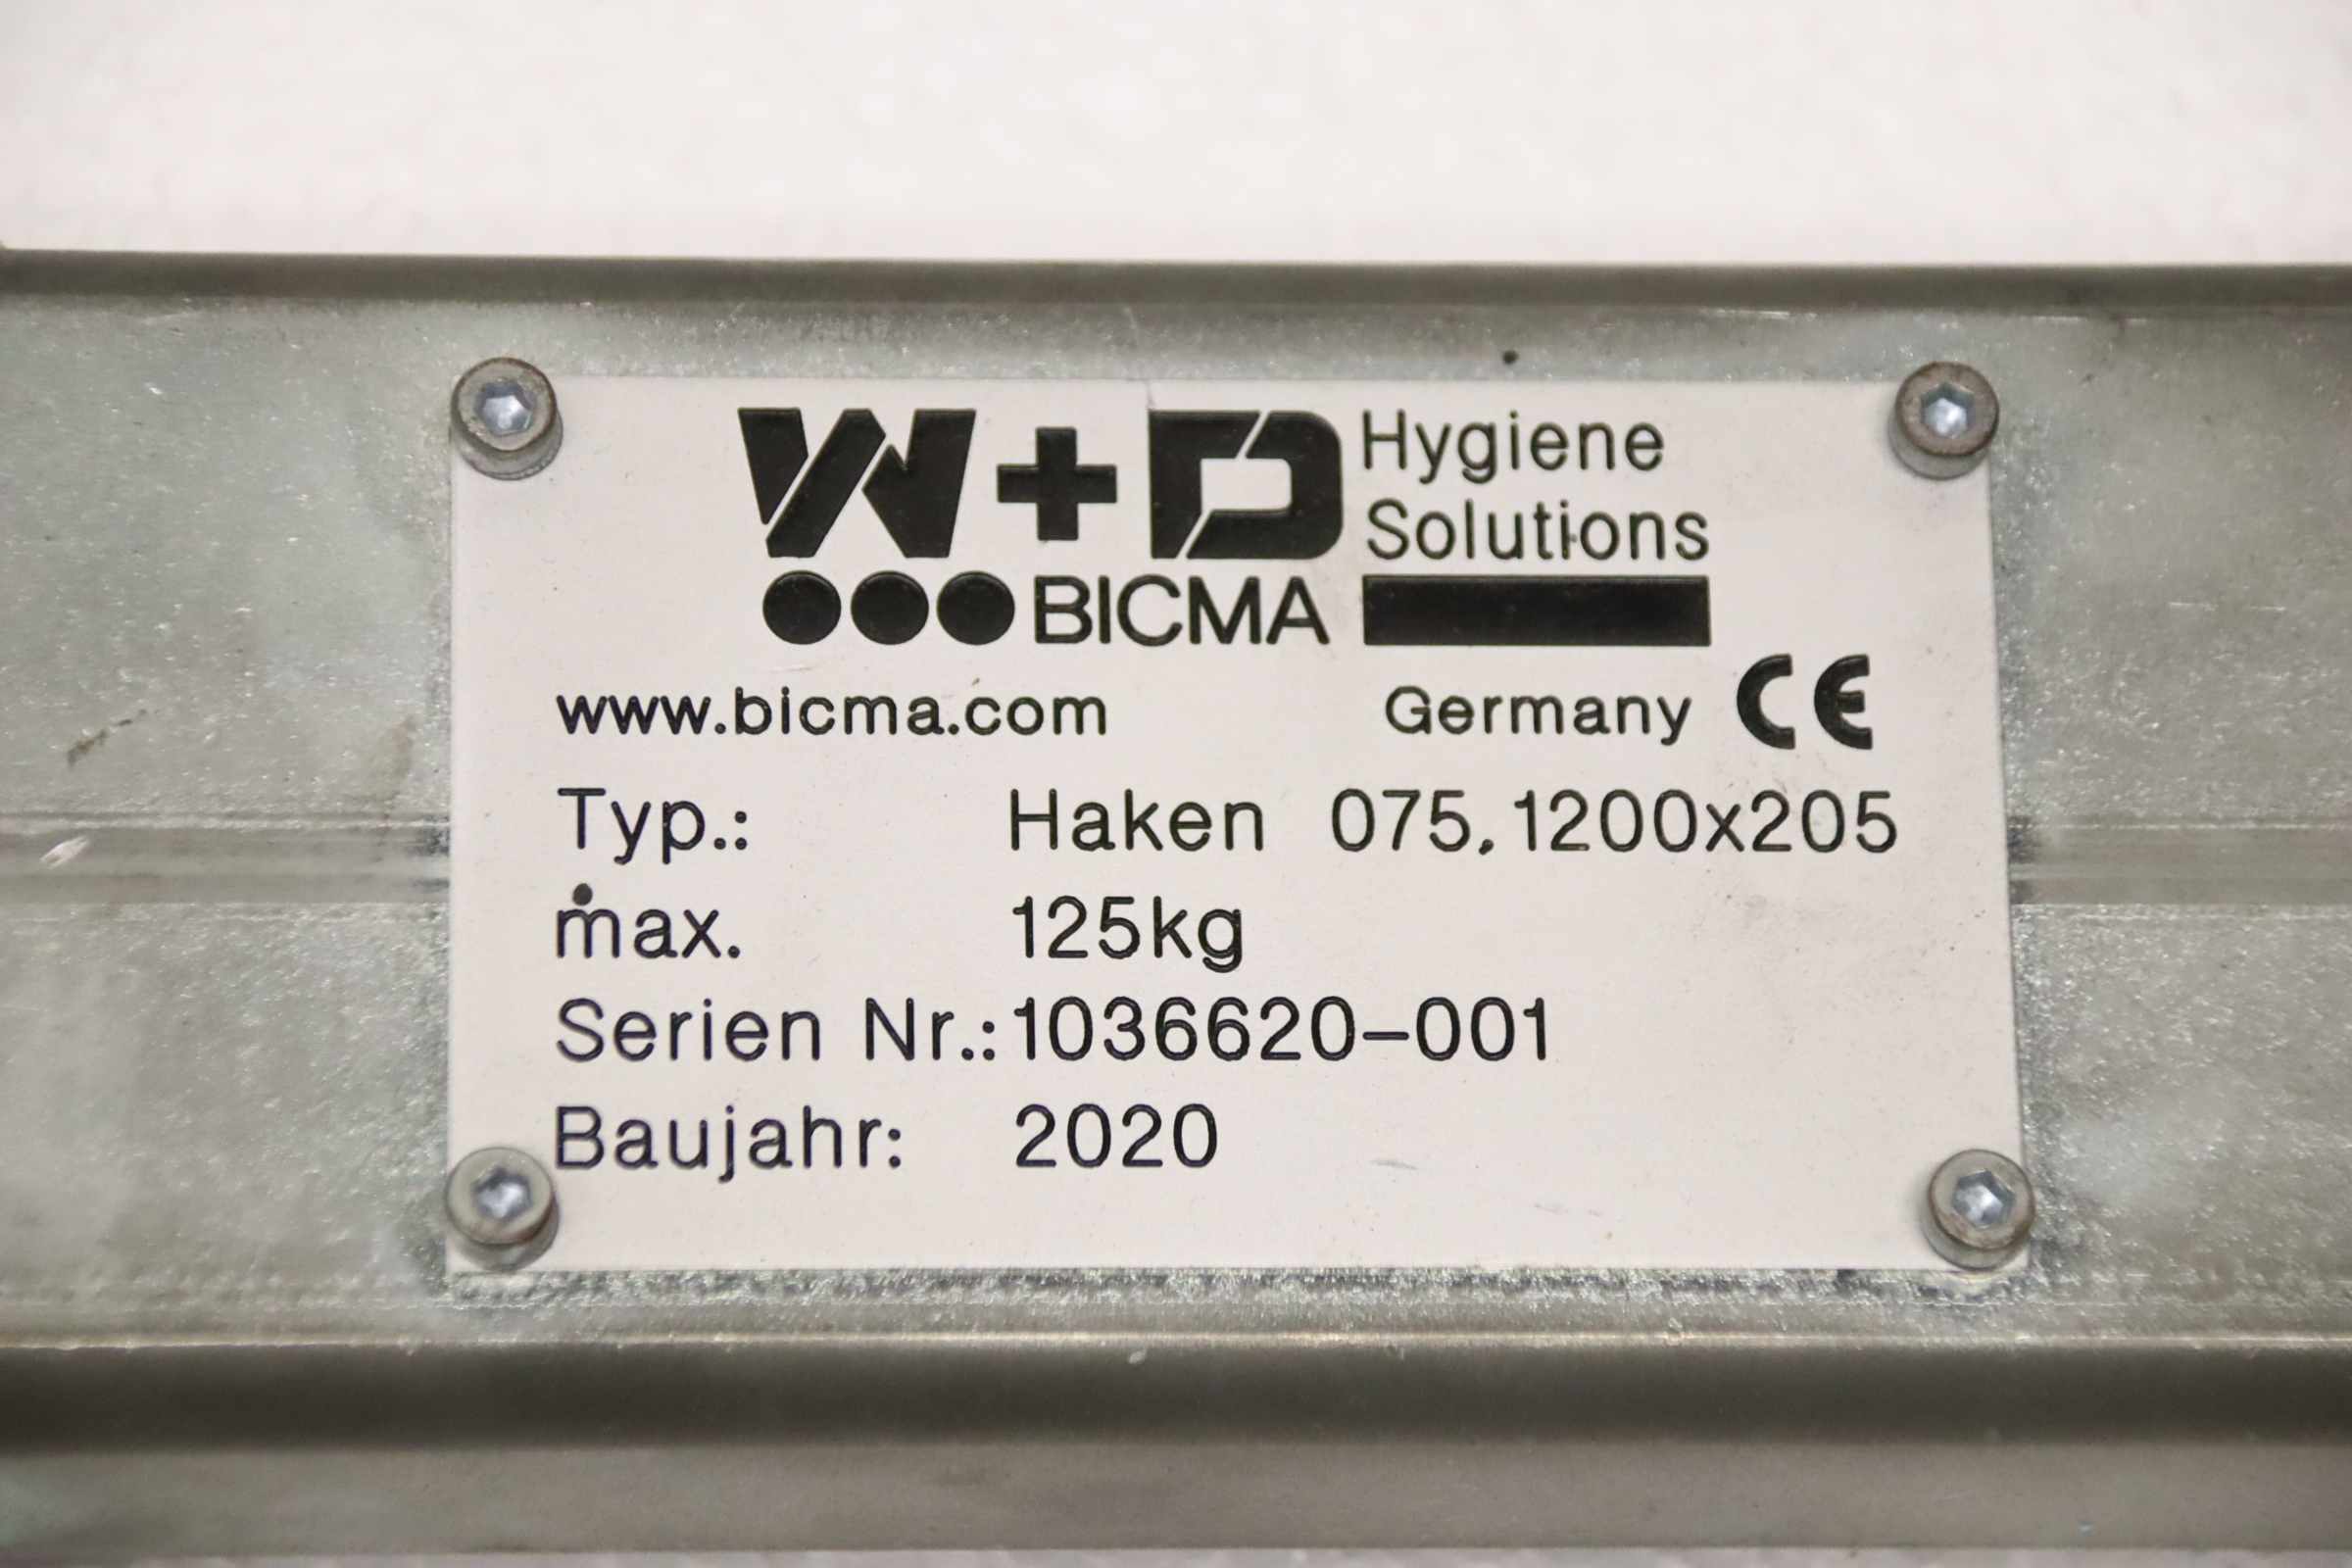 W+D Hygiene
Solutions
BICMA
www.bicma.com Germany CE
Typ.: Haken 075.1200x205
max. 125kg
Serien Nr.:1036620-001
Baujahr: 2020